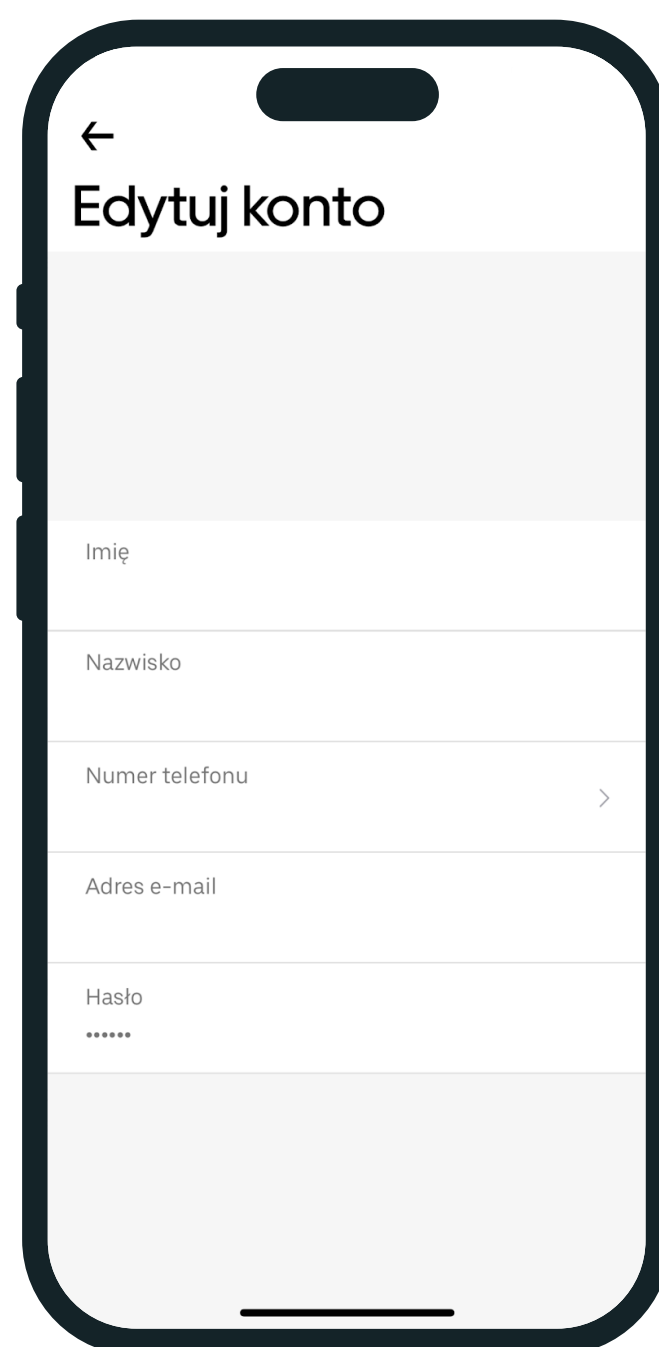 Edytuj konto
Imię
Nazwisko
Numer telefonu
Adres e-mail
Hasło
••••••